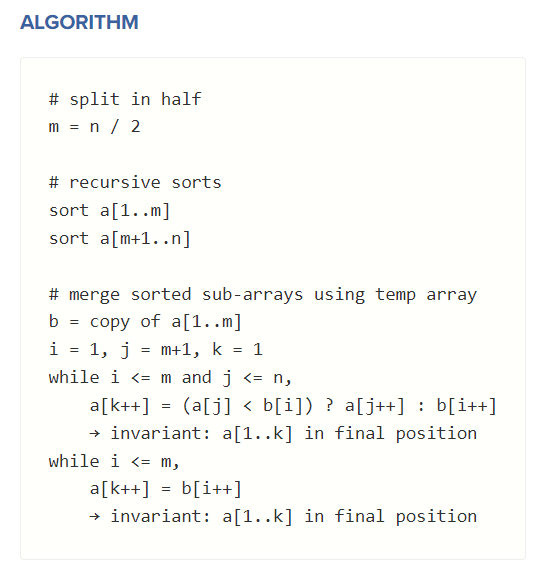 ALGORITHM
# split in half
m = n / 2
# recursive sorts
sort a[1..m]
sort a[m+1..n]
# merge sorted sub-arrays using temp array
b = copy of a[1..m]
i = 1, j = m+1, k = 1
while i <= m and j <= n,
a[k++] = (a[j] < b[i]) ? a[j++] : b[i++]
→ invariant: a[1..k] in final position
while i <= m,
a[k++] = b[i++]
→ invariant: a[1..k] in final position